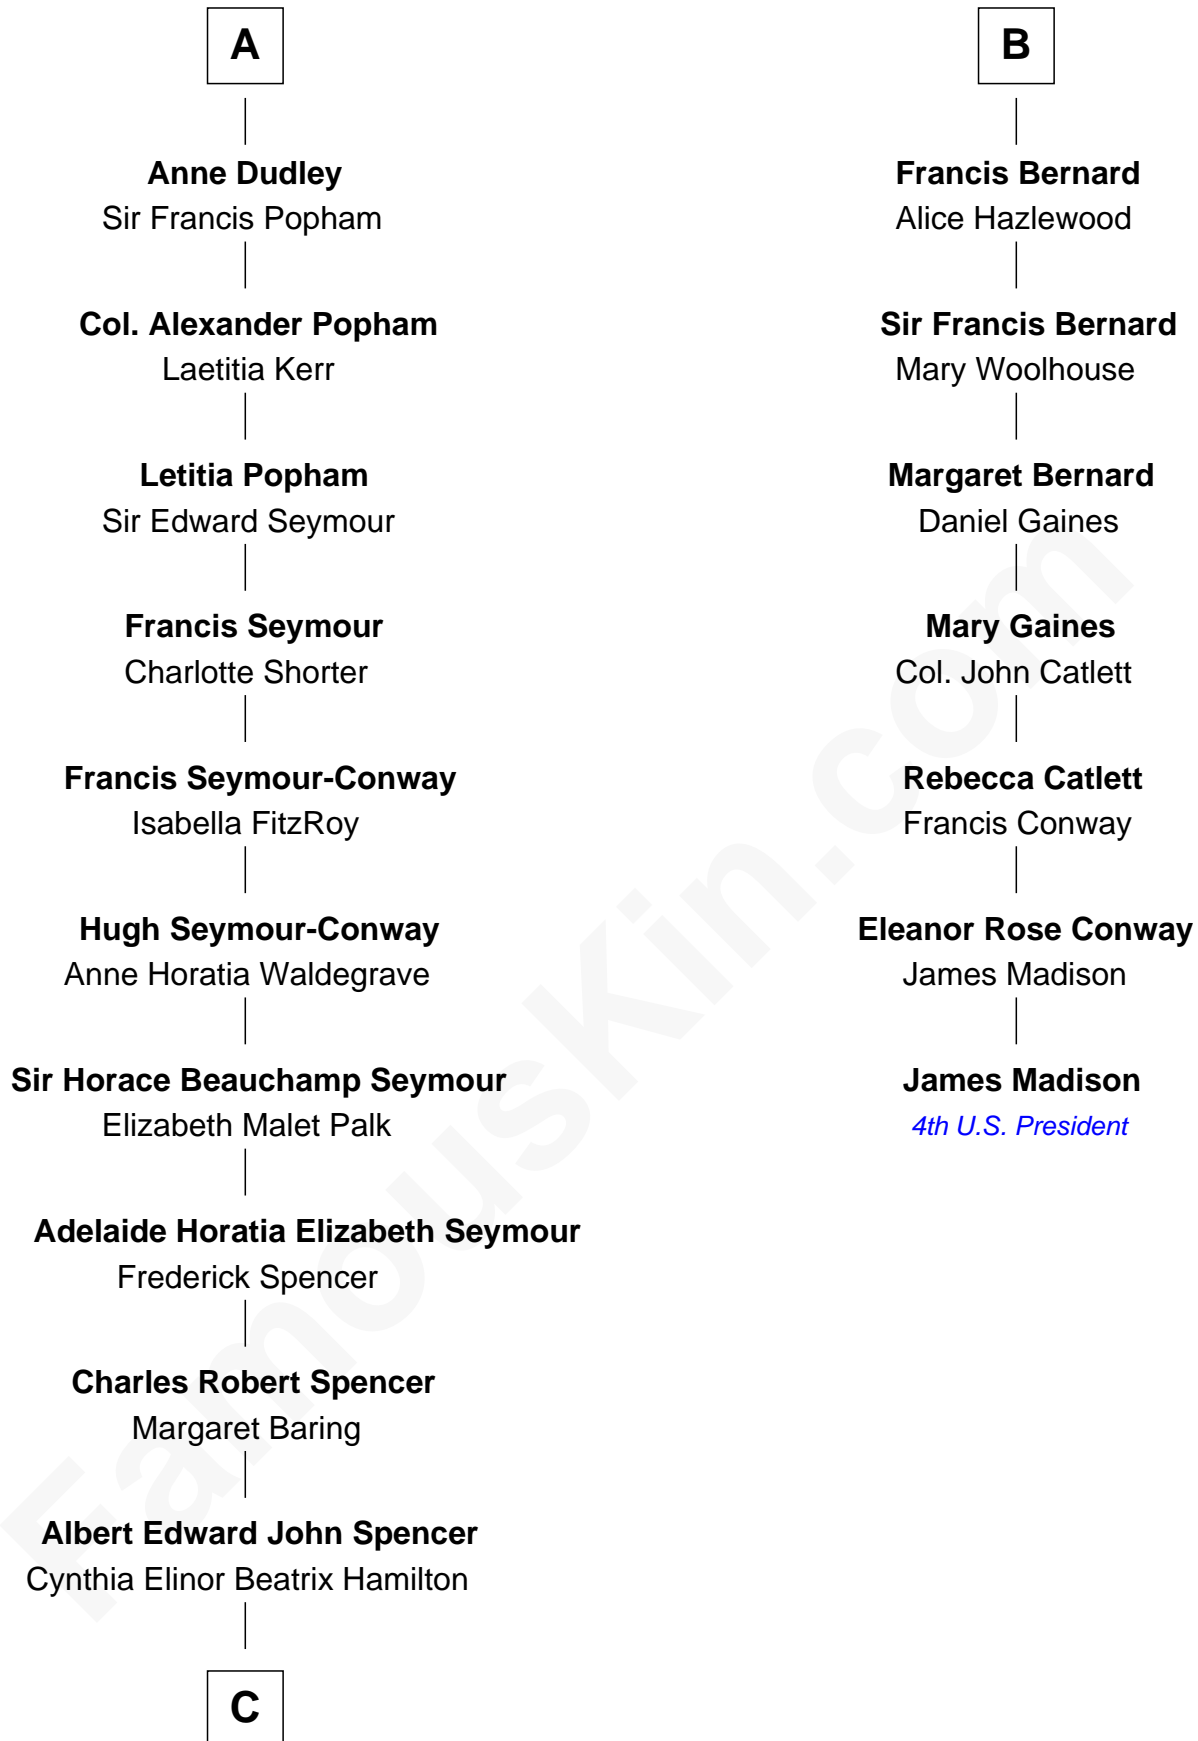 A
Anne Dudley
Sir Francis Popham
Col. Alexander Popham
Laetitia Kerr
Letitia Popham
Sir Edward Seymour
Francis Seymour
Charlotte Shorter
Francis Seymour-Conway
Isabella FitzRoy
Hugh Seymour-Conway
Anne Horatia Waldegrave
Sir Horace Beauchamp Seymour
Elizabeth Malet Palk
Adelaide Horatia Elizabeth Seymour
Frederick Spencer
Charles Robert Spencer
Margaret Baring
Albert Edward John Spencer
Cynthia Elinor Beatrix Hamilton
C
B
Francis Bernard
Alice Hazlewood
Sir Francis Bernard
Mary Woolhouse
Margaret Bernard
Daniel Gaines
Mary Gaines
Col. John Catlett
Rebecca Catlett
Francis Conway
Eleanor Rose Conway
James Madison
James Madison
4th U.S. President
FamousKin.com